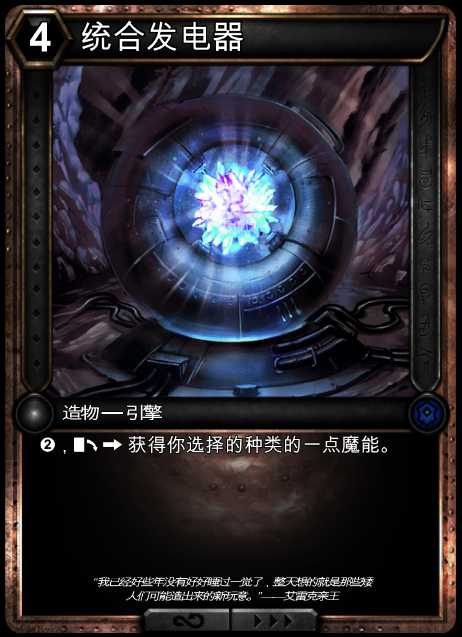 4 统合发电器
造物—引擎
❷，➡ 获得你选择的种类的一点魔能。
"我已经好些年没有好好睡过一觉了，整天想的就是那些矮
人们可能造出来的新玩意。"——艾雷克亲王